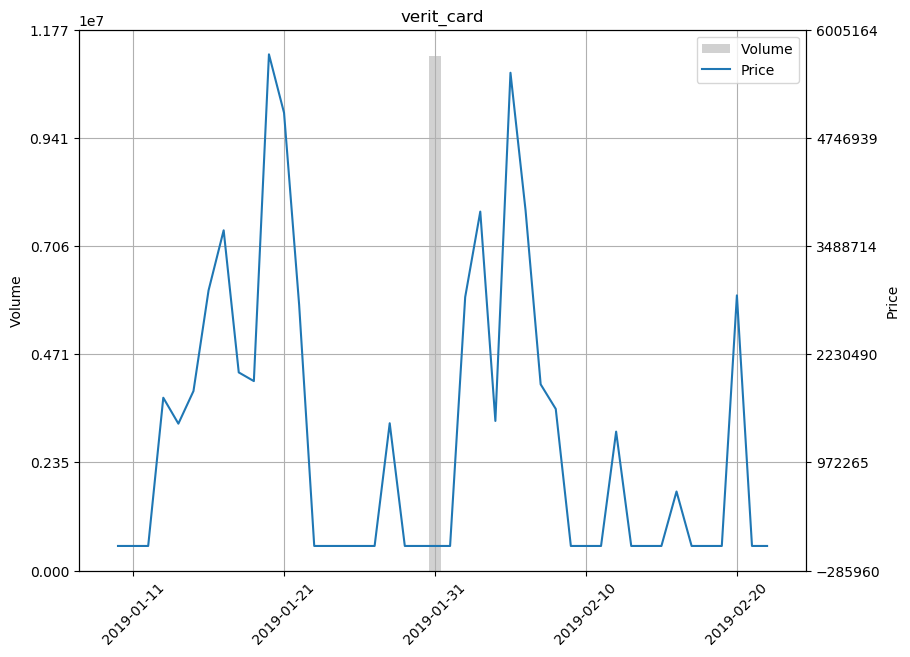 verit_card
1e7
1.177
0.941
0.706
0.471
0.235
0.000
Volume
6005164
4746939
3488714
2230490
972265
−285960
Price
Volume
Price
2019-01-11
2019-01-21
2019-01-31
2019-02-10
2019-02-20